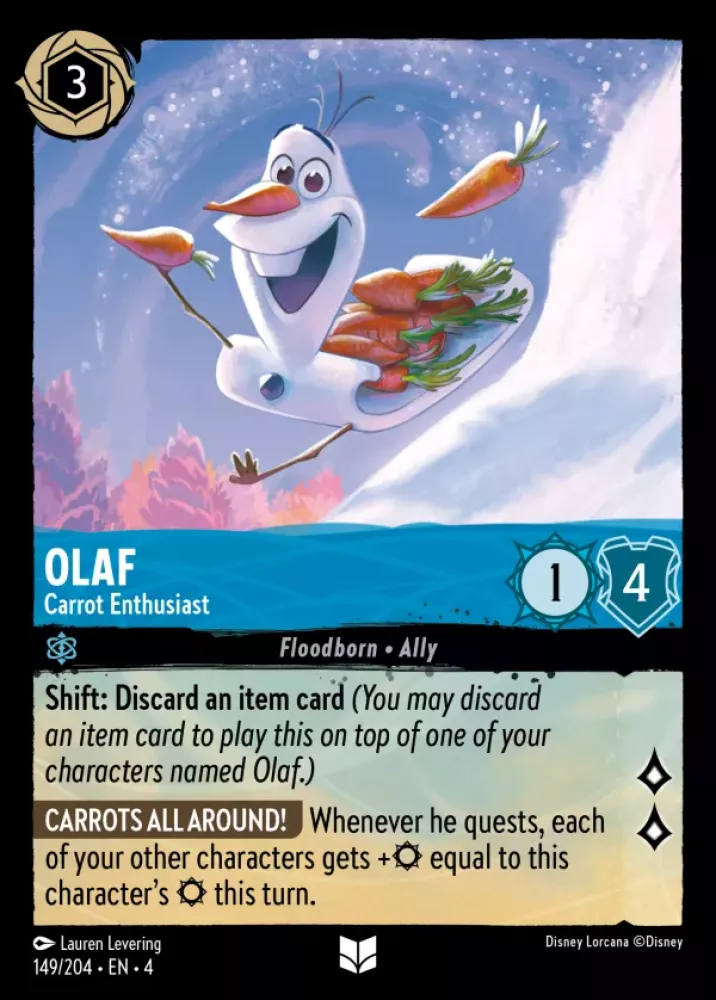 3
OLAF
Carrot Enthusiast
1
4
Floodborn • Ally
Shift: Discard an item card (You may discard
an item card to play this on top of one of your
characters named Olaf.)
CARROTS ALL AROUND! Whenever he quests, each
of your other characters gets + equal to this
character's this turn.
Lauren Levering
149/204 • EN • 4
Disney Lorcana ©Disney